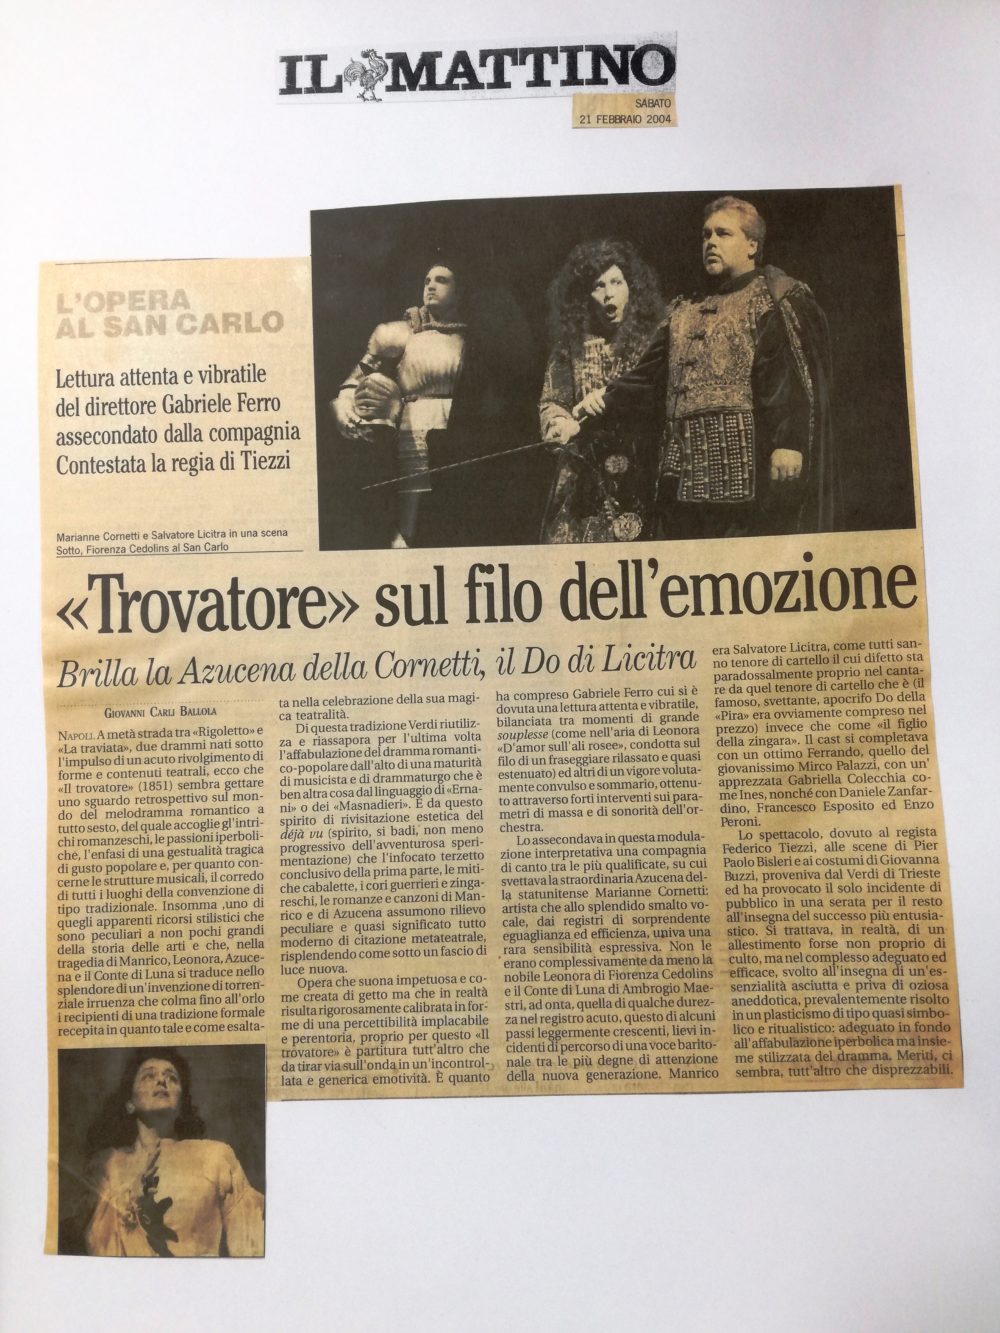 IL MATTINO
SABATO
21 FEBBRAIO 2004
L'OPERA
AL SAN CARLO
Lettura attenta e vibratile
del direttore Gabriele Ferro
assecondato dalla compagnia
Contestata la regia di Tiezzi
Marianne Cornetti e Salvatore Licitra in una scena
Sotto, Fiorenza Cedolins al San Carlo
«Trovatore» sul filo dell'emozione
Brilla la Azucena della Cornetti, il Do di Licitra
GIOVANNI CARLI BALLOLA
NAPOLI. A metà strada tra «Rigoletto» e
«La traviata», due drammi nati sotto
l'impulso di un acuto rivolgimento di
forme e contenuti teatrali, ecco che
«Il trovatore» (1851) sembra gettare
uno sguardo retrospettivo sul mon-
do del melodramma romantico a
tutto sesto, del quale accoglie gl'intri-
chi romanzeschi, le passioni iperboli-
che, l'enfasi di una gestualità tragica
di gusto popolare e, per quanto con-
cerne le strutture musicali, il corredo
di tutti i luoghi della convenzione di
tipo tradizionale. Insomma ,uno di
quegli apparenti ricorsi stilistici che
sono peculiari a non pochi grandi
della storia delle arti e che, nella
tragedia di Manrico, Leonora, Azuce-
na e il Conte di Luna si traduce nello
splendore di un'invenzione di torren-
ziale irruenza che colma fino all'orlo
i recipienti di una tradizione formale
recepita in quanto tale e come esalta-
ta nella celebrazione della sua magi-
ca teatralità.
Di questa tradizione Verdi riutiliz-
za e riassapora per l'ultima volta
l'affabulazione del dramma romanti-
co-popolare dall'alto di una maturità
di musicista e di drammaturgo che è
ben altra cosa dal linguaggio di «Erna-
ni» o dei «Masnadieri». È da questo
spirito di rivisitazione estetica del
déjà vu (spirito, si badi, non meno
progressivo dell'avventurosa speri-
mentazione) che l'infocato terzetto
conclusivo della prima parte, le miti-
che cabalette, i cori guerrieri e zinga-
reschi, le romanze e canzoni di Man-
rico e di Azucena assumono rilievo
peculiare e quasi significato tutto
moderno di citazione metateatrale,
risplendendo come sotto un fascio di
luce nuova.
Opera che suona impetuosa e co-
me creata di getto ma che in realtà
risulta rigorosamente calibrata in for-
me di una percettibilità implacabile
e perentoria, proprio per questo «Il
trovatore» è partitura tutt'altro che
da tirar via sull'onda in un'incontrol-
lata e generica emotività. È quanto
ha compreso Gabriele Ferro cui si è
dovuta una lettura attenta e vibratile,
bilanciata tra momenti di grande
souplesse (come nell'aria di Leonora
«D'amor sull'ali rosee», condotta sul
filo di un fraseggiare rilassato e quasi
estenuato) ed altri di un vigore voluta-
mente convulso e sommario, ottenu-
to attraverso forti interventi sui para-
metri di massa e di sonorità dell'or-
chestra.
Lo assecondava in questa modula-
zione interpretativa una compagnia
di canto tra le più qualificate, su cui
svettava la straordinaria Azucena del-
la statunitense Marianne Cornetti:
artista che allo splendido smalto vo-
cale, dai registri di sorprendente
eguaglianza ed efficienza, univa una
rara sensibilità espressiva. Non le
erano complessivamente da meno la
nobile Leonora di Fiorenza Cedolins
e il Conte di Luna di Ambrogio Mae-
stri, ad onta, quella di qualche durez-
za nel registro acuto, questo di alcuni
passi leggermente crescenti, lievi in-
cidenti di percorso di una voce barito-
nale tra le più degne di attenzione
della nuova generazione. Manrico
era Salvatore Licitra, come tutti san-
no tenore di cartello il cui difetto sta
paradossalmente proprio nel canta-
re da quel tenore di cartello che è (il
famoso, svettante, apocrifo Do della
«Pira» era ovviamente compreso nel
prezzo) invece che come «il figlio
della zingara». Il cast si completava
con un ottimo Ferrando, quello del
giovanissimo Mirco Palazzi, con un'
apprezzata Gabriella Colecchia co-
me Ines, nonché con Daniele Zanfar-
dino, Francesco Esposito ed Enzo
Peroni.
Lo spettacolo, dovuto al regista
Federico Tiezzi, alle scene di Pier
Paolo Bisleri e ai costumi di Giovanna
Buzzi, proveniva dal Verdi di Trieste
ed ha provocato il solo incidente di
pubblico in una serata per il resto
all'insegna del successo più entusia-
stico. Si trattava, in realtà, di un
allestimento forse non proprio di
culto, ma nel complesso adeguato ed
efficace, svolto all'insegna di un'es-
senzialità asciutta e priva di oziosa
aneddotica, prevalentemente risolto
in un plasticismo di tipo quasi simbo-
lico e ritualistico: adeguato in fondo
all'affabulazione iperbolica ma insie-
me stilizzata del dramma. Meriti, ci
sembra, tutt'altro che disprezzabili.